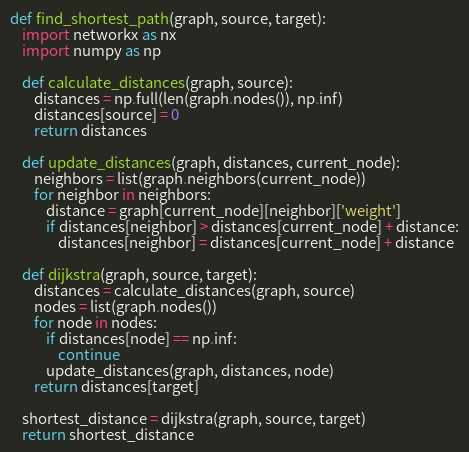 def find_shortest_path(graph, source, target):
    import networkx as nx
    import numpy as np

    def calculate_distances(graph, source):
        distances = np.full(len(graph.nodes()), np.inf)
        distances[source] = 0
        return distances

    def update_distances(graph, distances, current_node):
        neighbors = list(graph.neighbors(current_node))
        for neighbor in neighbors:
            distance = graph[current_node][neighbor]['weight']
            if distances[neighbor] > distances[current_node] + distance:
                distances[neighbor] = distances[current_node] + distance

    def dijkstra(graph, source, target):
        distances = calculate_distances(graph, source)
        nodes = list(graph.nodes())
        for node in nodes:
            if distances[node] == np.inf:
                continue
            update_distances(graph, distances, node)
        return distances[target]

    shortest_distance = dijkstra(graph, source, target)
    return shortest_distance